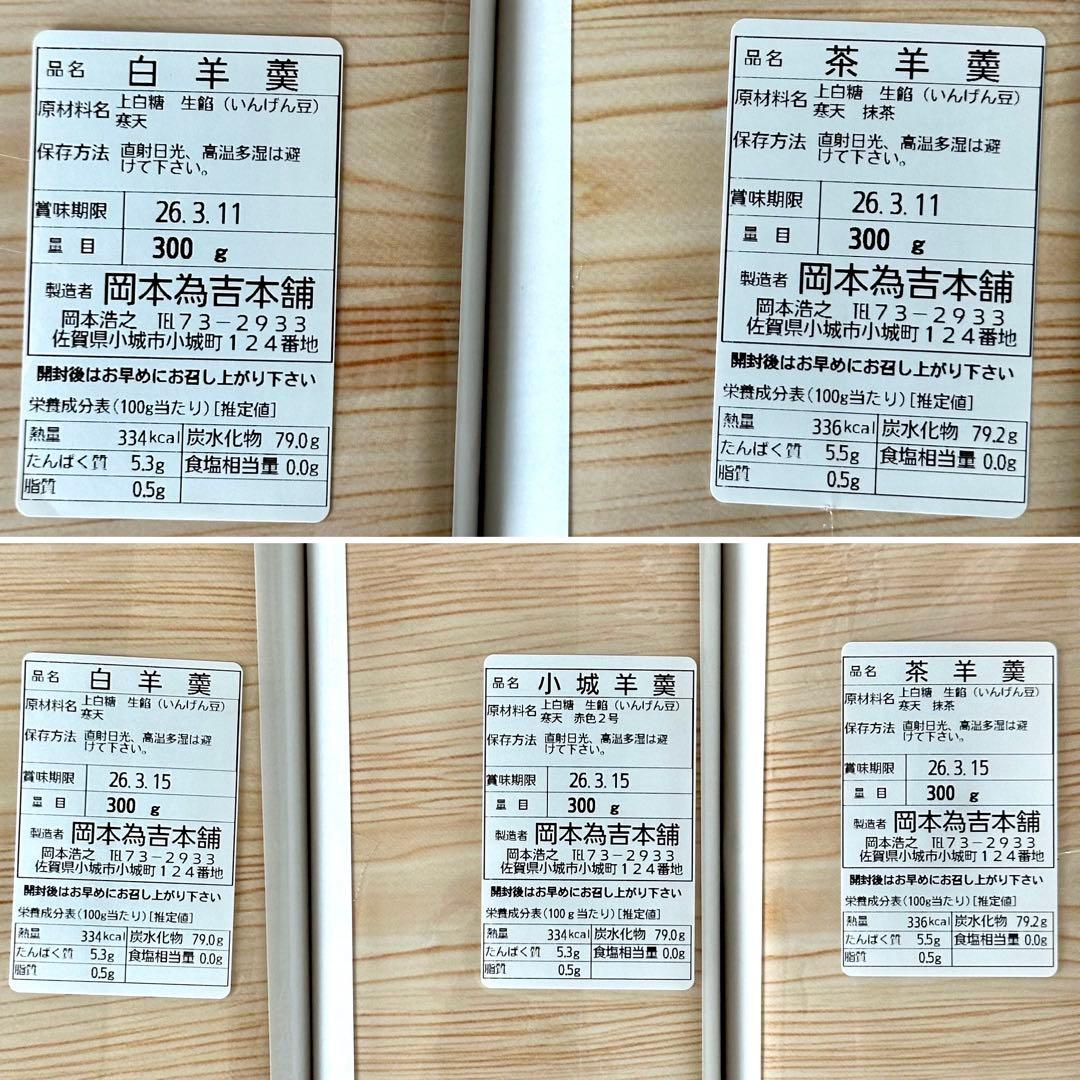 品名 白羊羹
原材料名 上白糖 生餡（いんげん豆）
寒天
保存方法 直射日光、高温多湿は避
けて下さい。
賞味期限 26.3.11
量目 300 g
製造者 岡本為吉本舗
岡本浩之 ℡73－2933
佐賀県小城市小城町124番地
開封後はお早めにお召し上がり下さい
栄養成分表(100g当たり)[推定値]
熱量 334kcal 炭水化物 79.0g
たんぱく質 5.3g 食塩相当量 0.0g
脂質 0.5g
品名 茶羊羹
原材料名 上白糖 生餡（いんげん豆）
寒天 抹茶
保存方法 直射日光、高温多湿は避
けて下さい。
賞味期限 26.3.11
量目 300 g
製造者 岡本為吉本舗
岡本浩之 ℡73－2933
佐賀県小城市小城町124番地
開封後はお早めにお召し上がり下さい
栄養成分表(100g当たり)[推定値]
熱量 336kcal 炭水化物 79.2g
たんぱく質 5.5g 食塩相当量 0.0g
脂質 0.5g
品名 白羊羹
原材料名 上白糖 生餡（いんげん豆）
寒天
保存方法 直射日光、高温多湿は避
けて下さい。
賞味期限 26.3.15
量目 300 g
製造者 岡本為吉本舗
岡本浩之 ℡73－2933
佐賀県小城市小城町124番地
開封後はお早めにお召し上がり下さい
栄養成分表(100g当たり)[推定値]
熱量 334kcal 炭水化物 79.0g
たんぱく質 5.3g 食塩相当量 0.0g
脂質 0.5g
品名 小城羊羹
原材料名 上白糖 生餡（いんげん豆）
寒天 赤色2号
保存方法 直射日光、高温多湿は避
けて下さい。
賞味期限 26.3.15
量目 300 g
製造者 岡本為吉本舗
岡本浩之 ℡73－2933
佐賀県小城市小城町124番地
開封後はお早めにお召し上がり下さい
栄養成分表(100g当たり)[推定値]
熱量 334kcal 炭水化物 79.0g
たんぱく質 5.3g 食塩相当量 0.0g
脂質 0.5g
品名 茶羊羹
原材料名 上白糖 生餡（いんげん豆）
寒天 抹茶
保存方法 直射日光、高温多湿は避
けて下さい。
賞味期限 26.3.15
量目 300 g
製造者 岡本為吉本舗
岡本浩之 ℡73－2933
佐賀県小城市小城町124番地
開封後はお早めにお召し上がり下さい
栄養成分表(100g当たり)[推定値]
熱量 336kcal 炭水化物 79.2g
たんぱく質 5.5g 食塩相当量 0.0g
脂質 0.5g